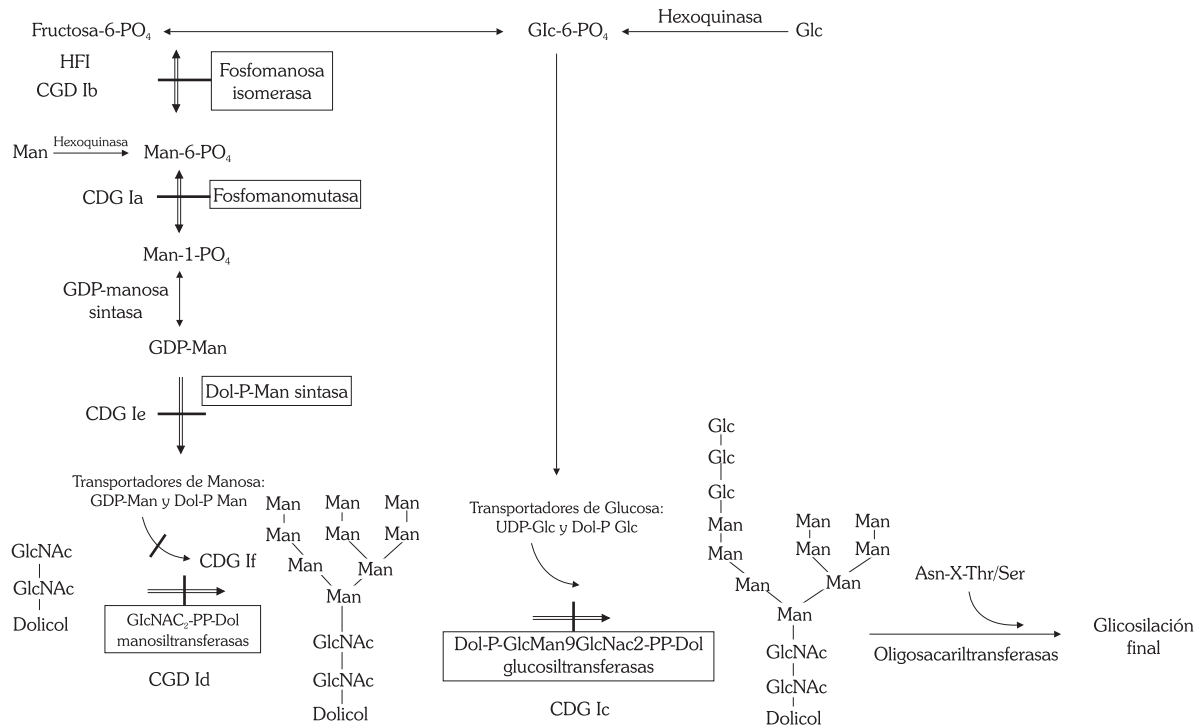 Hexoquinasa
Fructosa-6-PO4
Glc-6-PO4
Glc
HFI
CGD Ib
Fosfomanosa
isomerasa
Man
Hexoquinasa
Man-6-PO4
CDG Ia
Fosfomanomutasa
Man-1-PO4
GDP-manosa
sintasa
GDP-Man
Dol-P-Man sintasa
CDG Ie
Transportadores de Manosa:
GDP-Man y Dol-P Man
CDG If
GlcNAc
GlcNAc
Dolicol
GlcNAC2-PP-Dol
manosiltransferasas
CGD Id
Man Man Man
Man Man Man
Man Man
Man
GlcNAc
GlcNAc
Dolicol
Transportadores de Glucosa:
UDP-Glc y Dol-P Glc
Dol-P-GlcMan9GlcNac2-PP-Dol
glucosiltransferasas
CDG Ic
Glc
Glc
Glc
Man Man Man
Man Man Man
Man Man
Man
GlcNAc
GlcNAc
Dolicol
Asn-X-Thr/Ser
Oligosacariltransferasas
Glicosilación
final